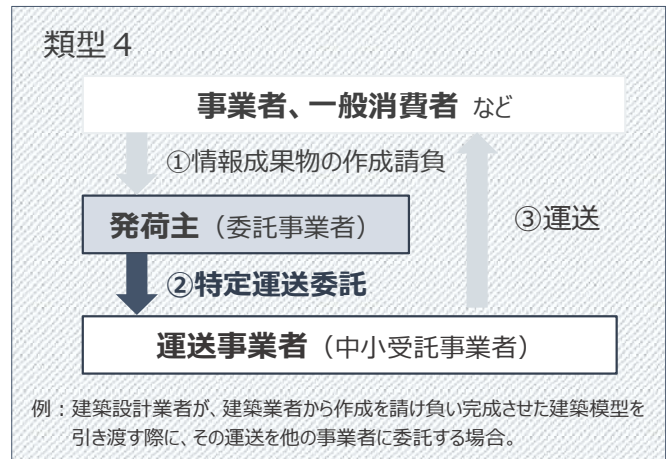 類型4
事業者、一般消費者 など
①情報成果物の作成請負
発荷主（委託事業者）
③運送
②特定運送委託
運送事業者（中小受託事業者）
例：建築設計業者が、建築業者から作成を請け負い完成させた建築模型を
引き渡す際に、その運送を他の事業者に委託する場合。